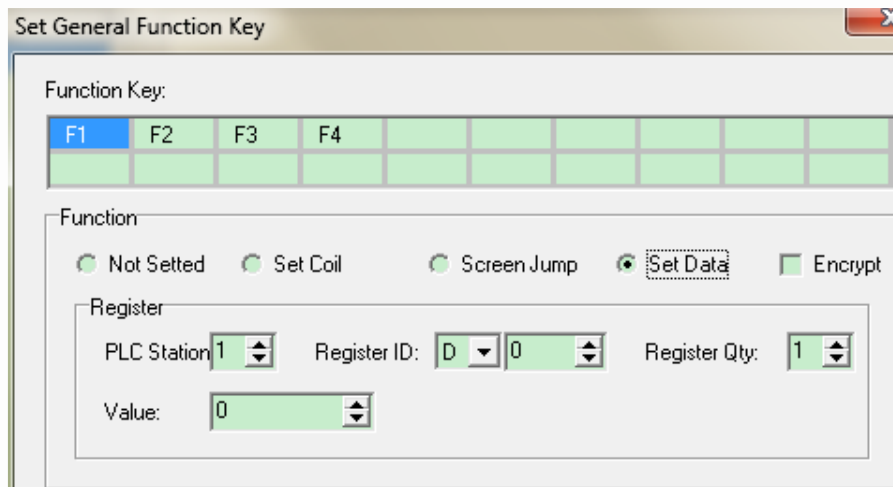 Set General Function Key
Function Key:
F1 F2 F3 F4
Function
Not Setted Set Coil Screen Jump Set Data Encrypt
Register
PLC Station 1 Register ID: D 0 Register Qty: 1
Value: 0